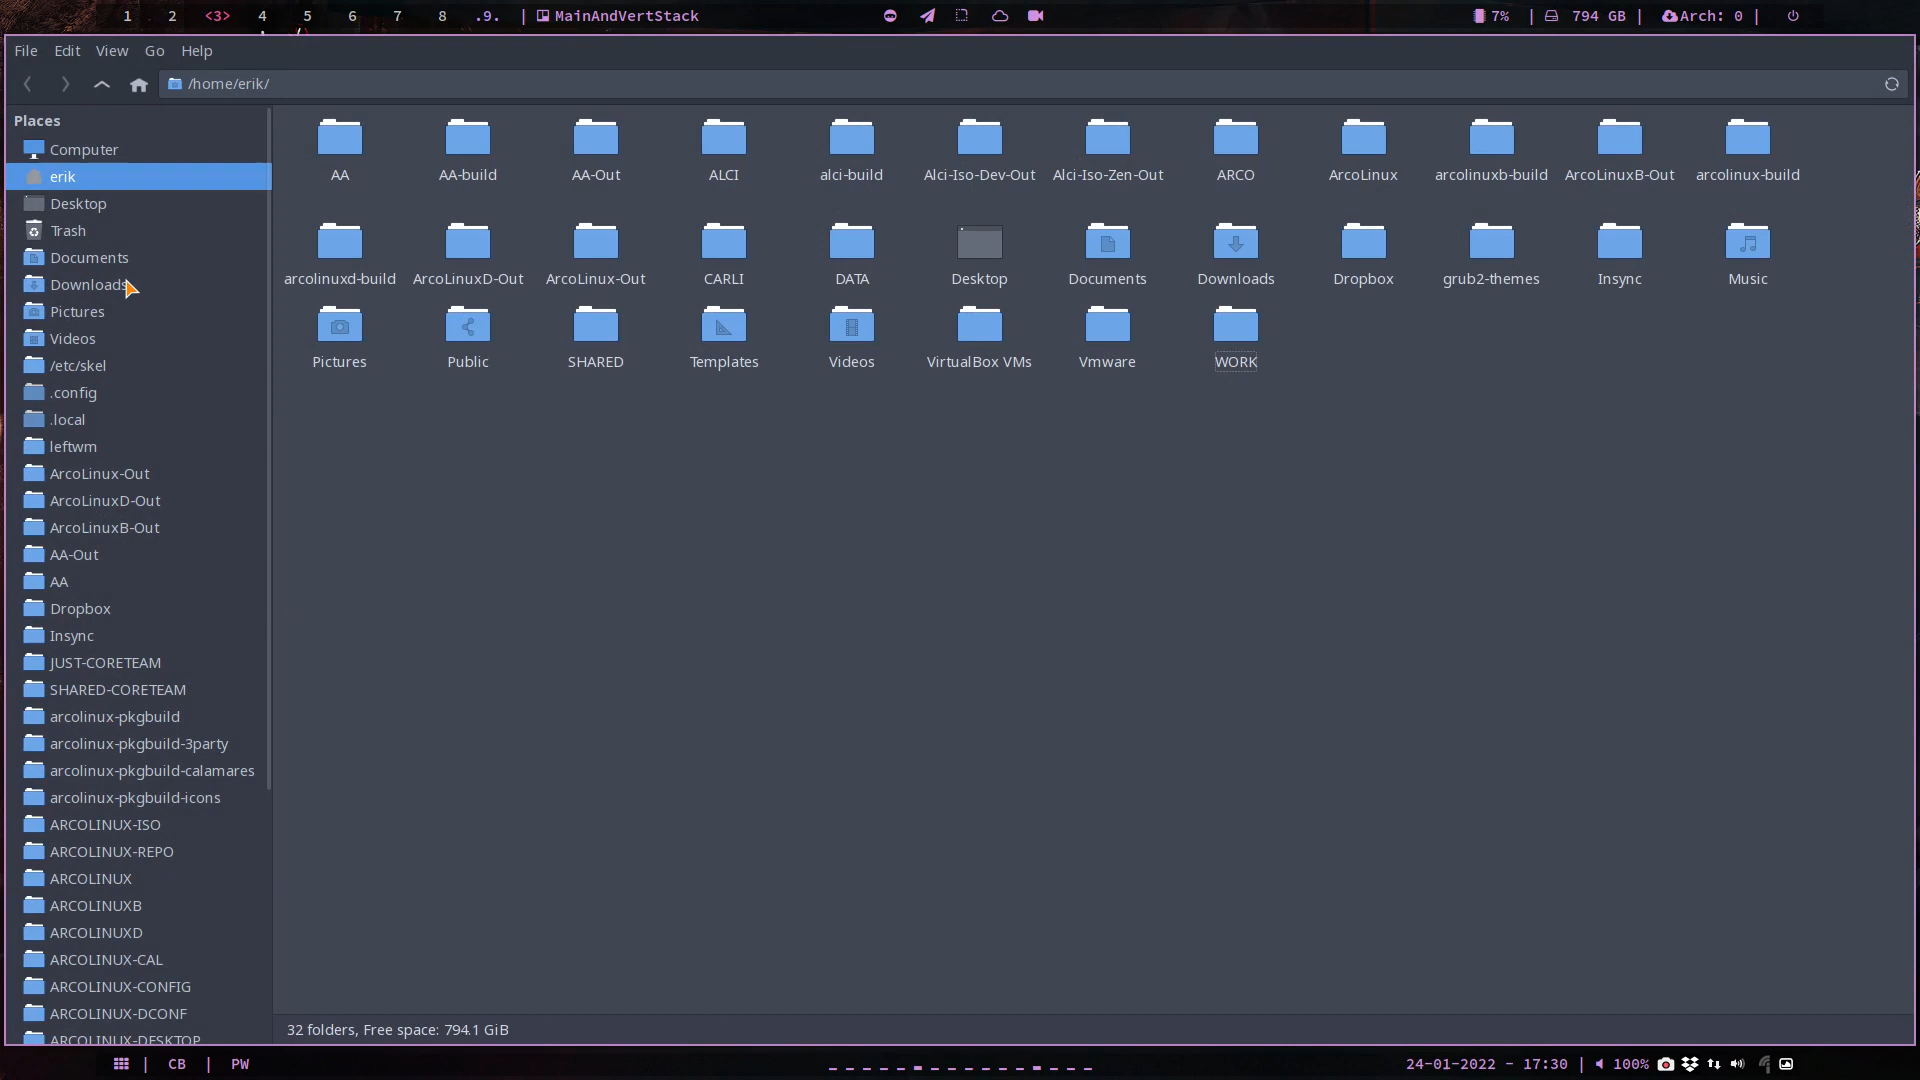 1 2 <3> 4 5 6 7 8 .9. | MainAndVertStack 7% | 794 GB | Arch: 0 |
File Edit View Go Help
/home/erik/
Places
Computer
erik
Desktop
Trash
Documents
Downloads
Pictures
Videos
/etc/skel
.config
.local
leftwm
ArcoLinux-Out
ArcoLinuxD-Out
ArcoLinuxB-Out
AA-Out
AA
Dropbox
Insync
JUST-CORETEAM
SHARED-CORETEAM
arcolinux-pkgbuild
arcolinux-pkgbuild-3party
arcolinux-pkgbuild-calamares
arcolinux-pkgbuild-icons
ARCOLINUX-ISO
ARCOLINUX-REPO
ARCOLINUX
ARCOLINUXB
ARCOLINUXD
ARCOLINUX-CAL
ARCOLINUX-CONFIG
ARCOLINUX-DCONF
ARCOLINUX-DESKTOP
AA AA-build AA-Out ALCI alci-build Alci-Iso-Dev-Out Alci-Iso-Zen-Out ARCO ArcoLinux arcolinuxb-build ArcoLinuxB-Out arcolinux-build
arcolinuxd-build ArcoLinuxD-Out ArcoLinux-Out CARLI DATA Desktop Documents Downloads Dropbox grub2-themes Insync Music
Pictures Public SHARED Templates Videos VirtualBox VMs Vmware WORK
32 folders, Free space: 794.1 GiB
| CB | PW 24-01-2022 - 17:30 | 100%